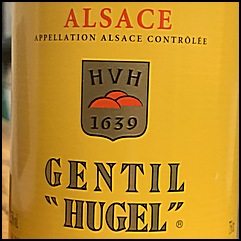 ALSACE
APPELLATION ALSACE CONTRÔLÉE
HVH
1639
GENTIL
"HUGEL"®